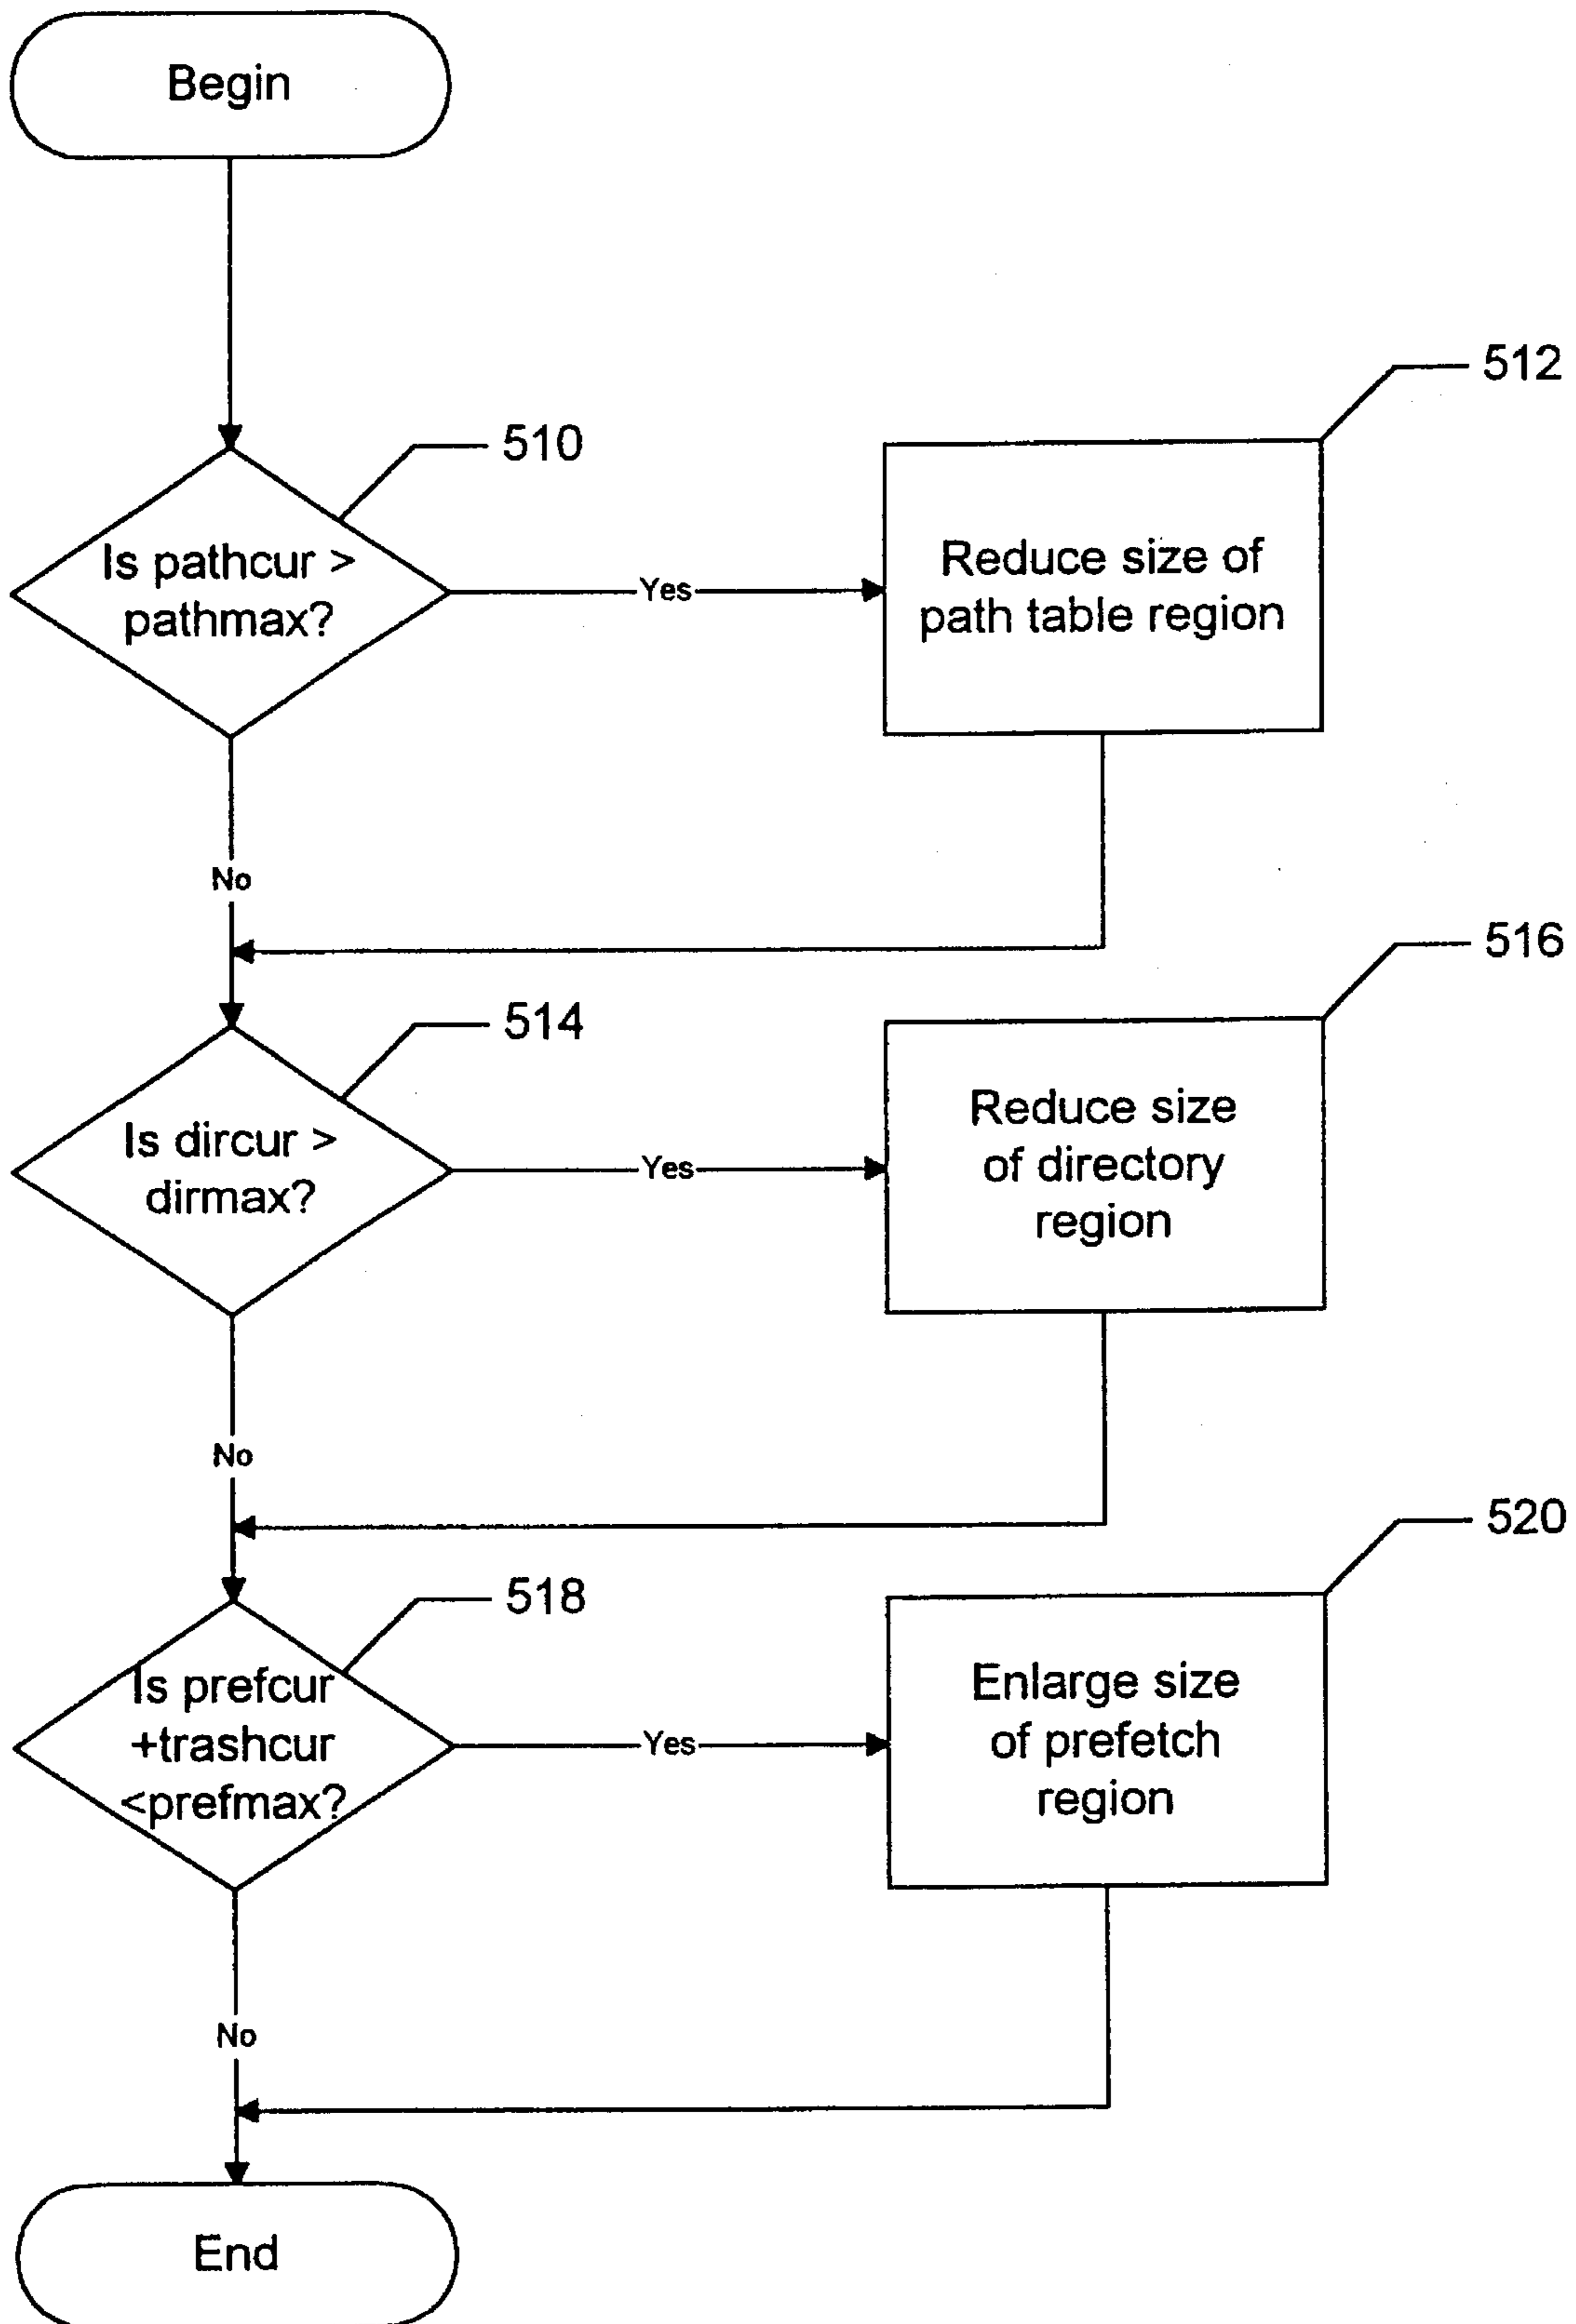 Begin
510
512
Is pathcur >
pathmax?
Yes
Reduce size of
path table region
No
514
516
Is dircur >
dirmax?
Yes
Reduce size
of directory
region
No
518
520
Is prefcur
+trashcur
<prefmax?
Yes
Enlarge size
of prefetch
region
No
End